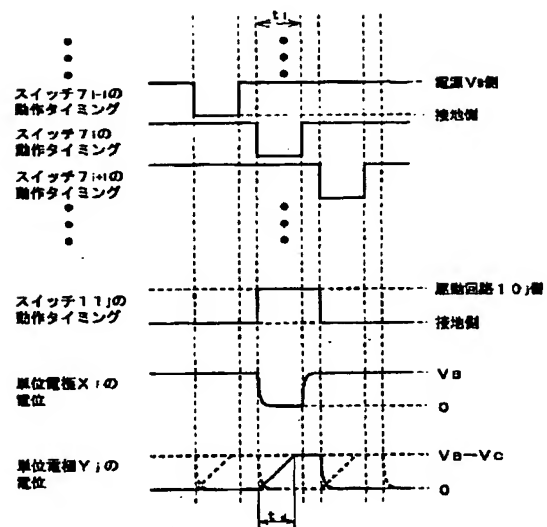 t i
電源VB側
スイッチ7i-1の
動作タイミング
接地側
スイッチ7iの
動作タイミング
スイッチ7i+1の
動作タイミング
スイッチ11jの
動作タイミング
駆動回路10j側
接地側
単位電極Xiの
電位
VB
0
単位電極Yjの
電位
VB-VC
0